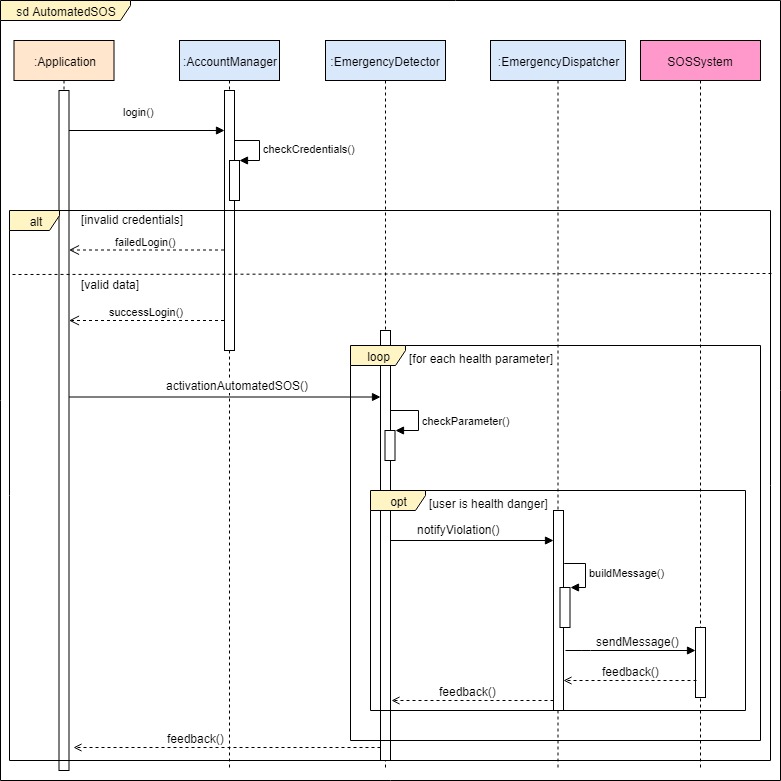 sd AutomatedSOS
:Application
:AccountManager
:EmergencyDetector
:EmergencyDispatcher
SOSSystem
login()
checkCredentials()
alt
[invalid credentials]
failedLogin()
[valid data]
successLogin()
loop
[for each health parameter]
activationAutomatedSOS()
checkParameter()
opt
[user is health danger]
notifyViolation()
buildMessage()
sendMessage()
feedback()
feedback()
feedback()